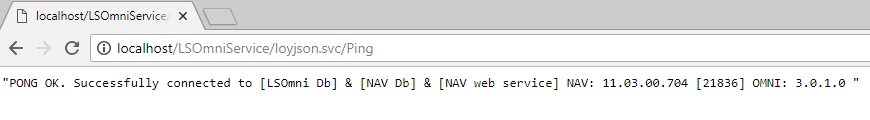 localhost/LSOmniService/
localhost/LSOmniService/loyjson.svc/Ping
"PONG OK. Successfully connected to [LSOmni Db] & [NAV Db] & [NAV web service] NAV: 11.03.00.704 [21836] OMNI: 3.0.1.0 "